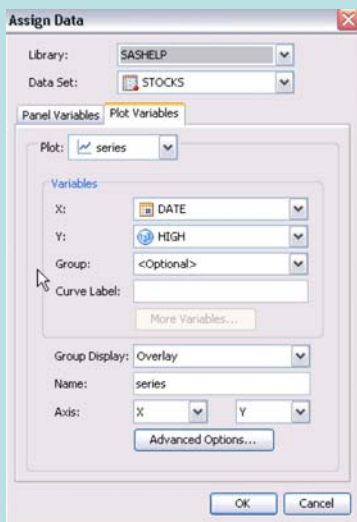 Assign Data
Library: SASHELP
Data Set: STOCKS
Panel Variables Plot Variables
Plot: series
Variables
X: DATE
Y: HIGH
Group: <Optional>
Curve Label:
More Variables...
Group Display: Overlay
Name: series
Axis: X Y
Advanced Options...
OK Cancel